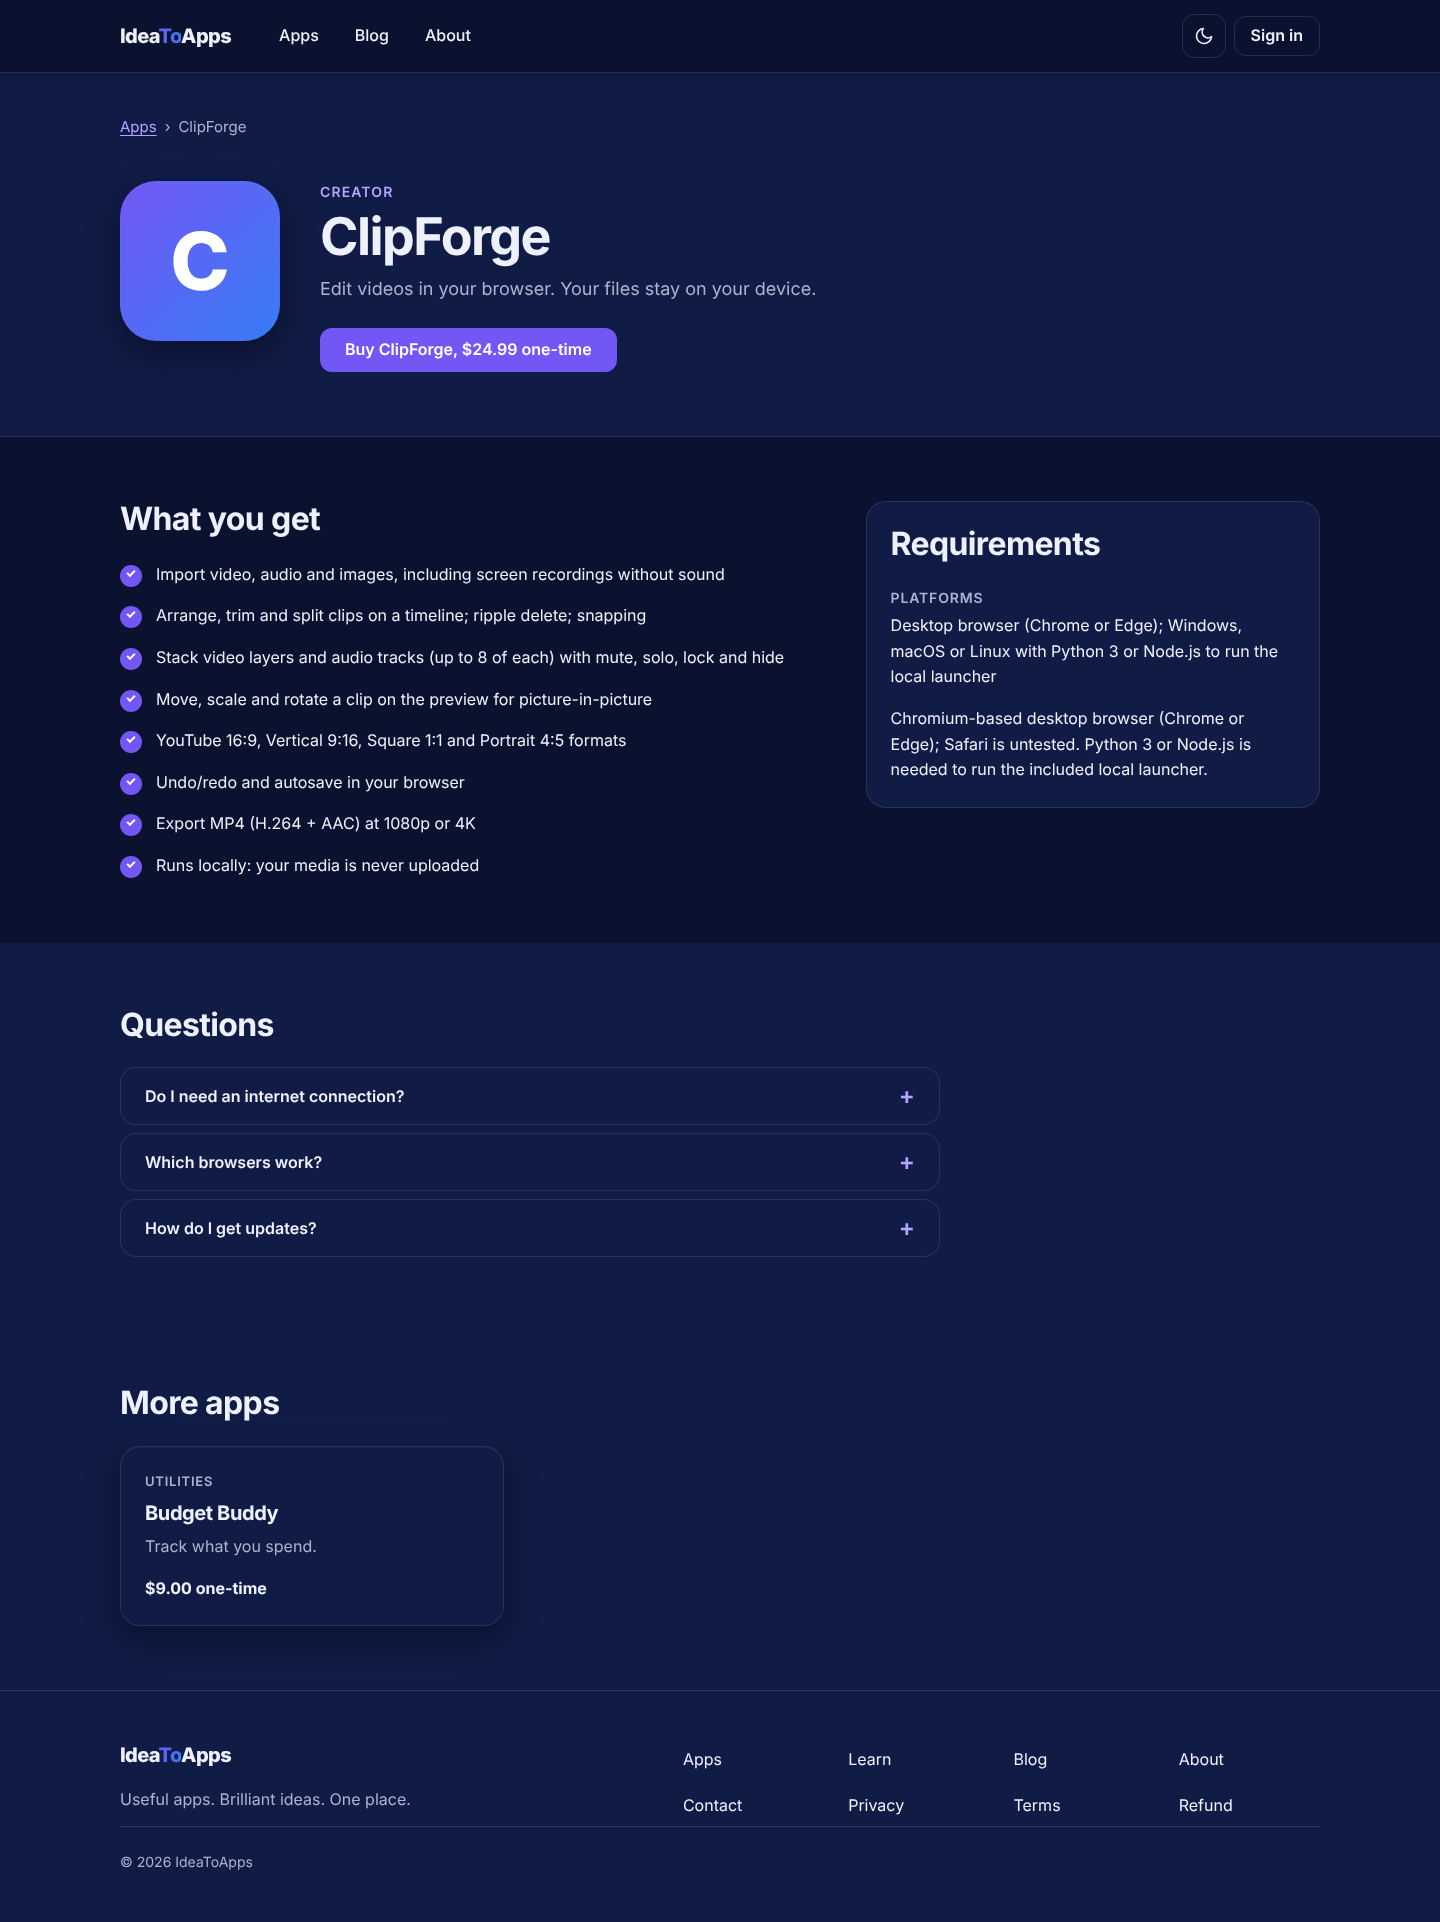 IdeaToApps
Apps
Blog
About
Sign in
Apps › ClipForge
C
CREATOR
ClipForge
Edit videos in your browser. Your files stay on your device.
Buy ClipForge, $24.99 one-time
What you get
Import video, audio and images, including screen recordings without sound
Arrange, trim and split clips on a timeline; ripple delete; snapping
Stack video layers and audio tracks (up to 8 of each) with mute, solo, lock and hide
Move, scale and rotate a clip on the preview for picture-in-picture
YouTube 16:9, Vertical 9:16, Square 1:1 and Portrait 4:5 formats
Undo/redo and autosave in your browser
Export MP4 (H.264 + AAC) at 1080p or 4K
Runs locally: your media is never uploaded
Requirements
PLATFORMS
Desktop browser (Chrome or Edge); Windows,
macOS or Linux with Python 3 or Node.js to run the
local launcher
Chromium-based desktop browser (Chrome or
Edge); Safari is untested. Python 3 or Node.js is
needed to run the included local launcher.
Questions
Do I need an internet connection? +
Which browsers work? +
How do I get updates? +
More apps
UTILITIES
Budget Buddy
Track what you spend.
$9.00 one-time
IdeaToApps
Useful apps. Brilliant ideas. One place.
Apps
Learn
Blog
About
Contact
Privacy
Terms
Refund
© 2026 IdeaToApps